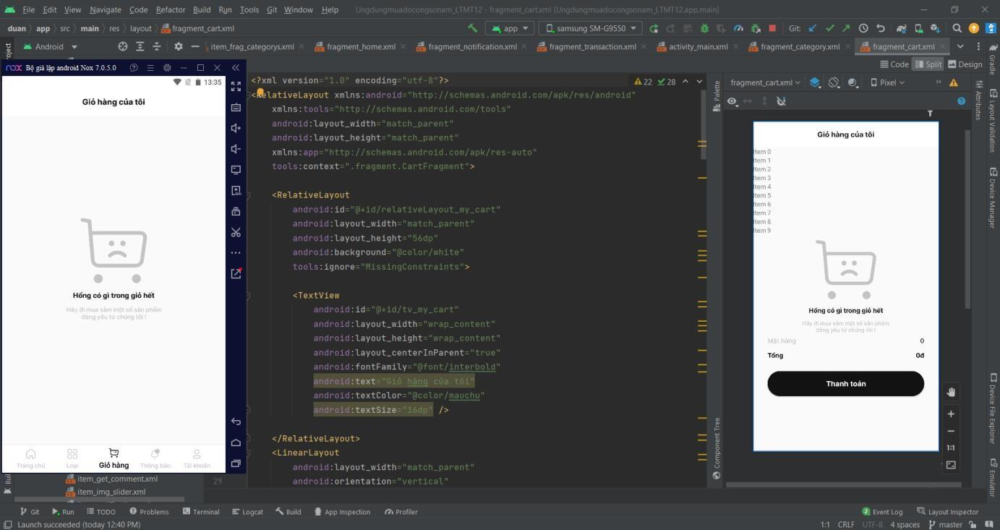 File Edit View Navigate Code Refactor Build Run Tools Git Window Help Ungdungmuadocongsonam_LTMT12 - fragment_cart.xml [Ungdungmuadocongsonam_LTMT12.app.main]
duan app src main res layout fragment_cart.xml app samsung SM-G9550 Git:
Android item_frag_categorys.xml fragment_home.xml fragment_notification.xml fragment_transaction.xml activity_main.xml fragment_category.xml fragment_cart.xml
Code Split Design
nox Bộ giả lập android Nox 7.0.5.0
13:35
Giỏ hàng của tôi
Hổng có gì trong giỏ hết
Hãy đi mua sắm một số sản phẩm
đáng yêu từ chúng tôi !
Trang chủ Loại Giỏ hàng Thông báo Tài khoản
item_get_comment.xml
item_img_slider.xml
<?xml version="1.0" encoding="utf-8"?>
<RelativeLayout xmlns:android="http://schemas.android.com/apk/res/android"
xmlns:tools="http://schemas.android.com/tools"
android:layout_width="match_parent"
android:layout_height="match_parent"
xmlns:app="http://schemas.android.com/apk/res-auto"
tools:context=".fragment.CartFragment">
<RelativeLayout
android:id="@+id/relativeLayout_my_cart"
android:layout_width="match_parent"
android:layout_height="56dp"
android:background="@color/white"
tools:ignore="MissingConstraints">
<TextView
android:id="@+id/tv_my_cart"
android:layout_width="wrap_content"
android:layout_height="wrap_content"
android:layout_centerInParent="true"
android:fontFamily="@font/interbold"
android:text="Giỏ hàng của tôi"
android:textColor="@color/mauchu"
android:textSize="16dp" />
</RelativeLayout>
<LinearLayout
android:layout_width="match_parent"
29 android:orientation="vertical"
22 28
Palette
Component Tree
fragment_cart.xml Pixel
Giỏ hàng của tôi
Item 0
Item 1
Item 2
Item 3
Item 4
Item 5
Item 6
Item 7
Item 8
Item 9
Hổng có gì trong giỏ hết
Hãy đi mua sắm một số sản phẩm
đáng yêu từ chúng tôi !
Mặt hàng 0
Tổng 0đ
Thanh toán
1:1
Attributes
Gradle
Layout Validation
Device Manager
Device File Explorer
Emulator
Git Run TODO Problems Terminal Logcat Build App Inspection Profiler 2 Event Log Layout Inspector
Launch succeeded (today 12:40 PM) 1:1 CRLF UTF-8 4 spaces master